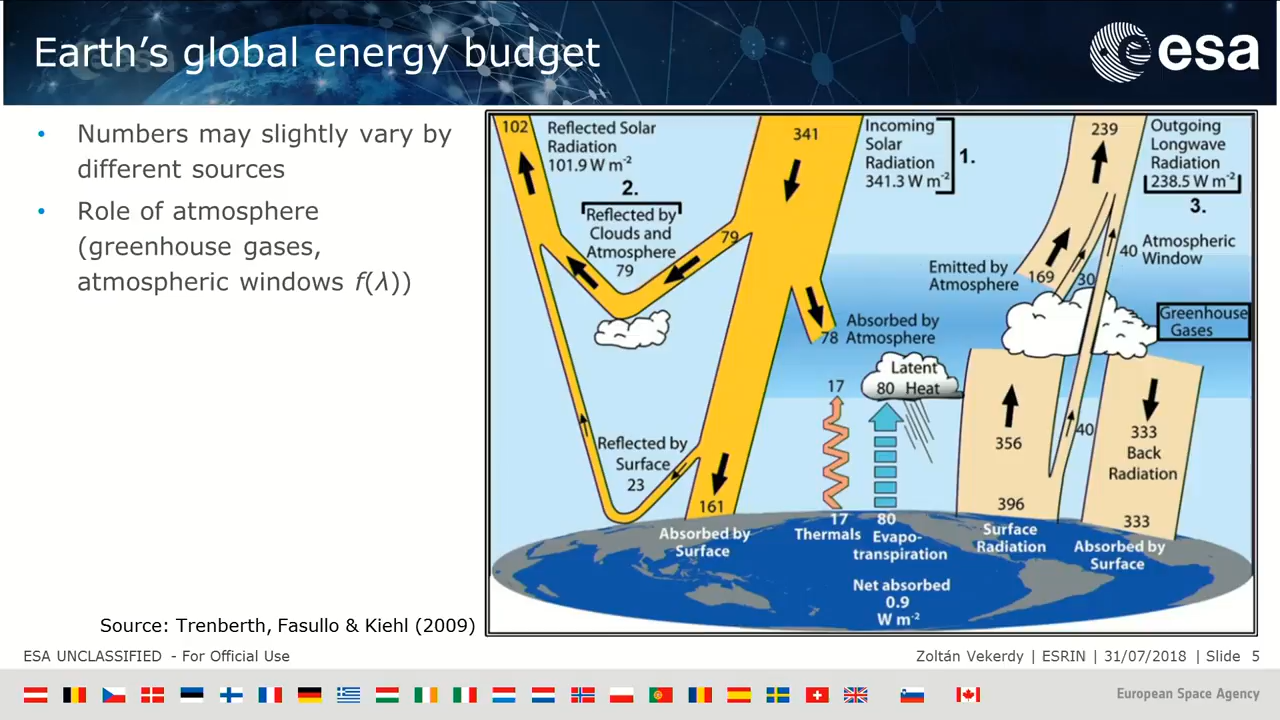 Earth's global energy budget
esa
• Numbers may slightly vary by
different sources
• Role of atmosphere
(greenhouse gases,
atmospheric windows f(λ))
102
Reflected Solar
Radiation
101.9 W m-2
2.
Reflected by
Clouds and
Atmosphere
79
79
341
Incoming
Solar
Radiation
341.3 W m-2
1.
239
Outgoing
Longwave
Radiation
238.5 W m-2
3.
40
Atmospheric
Window
Emitted by
Atmosphere
169
30
Greenhouse
Gases
78
Absorbed by
Atmosphere
17
Latent
80 Heat
Reflected by
Surface
23
161
Absorbed by
Surface
17
Thermals
80
Evapo-
transpiration
356
40
396
Surface
Radiation
333
Back
Radiation
333
Absorbed by
Surface
Net absorbed
0.9
W m-2
Source: Trenberth, Fasullo & Kiehl (2009)
ESA UNCLASSIFIED - For Official Use
Zoltán Vekerdy | ESRIN | 31/07/2018 | Slide 5
European Space Agency